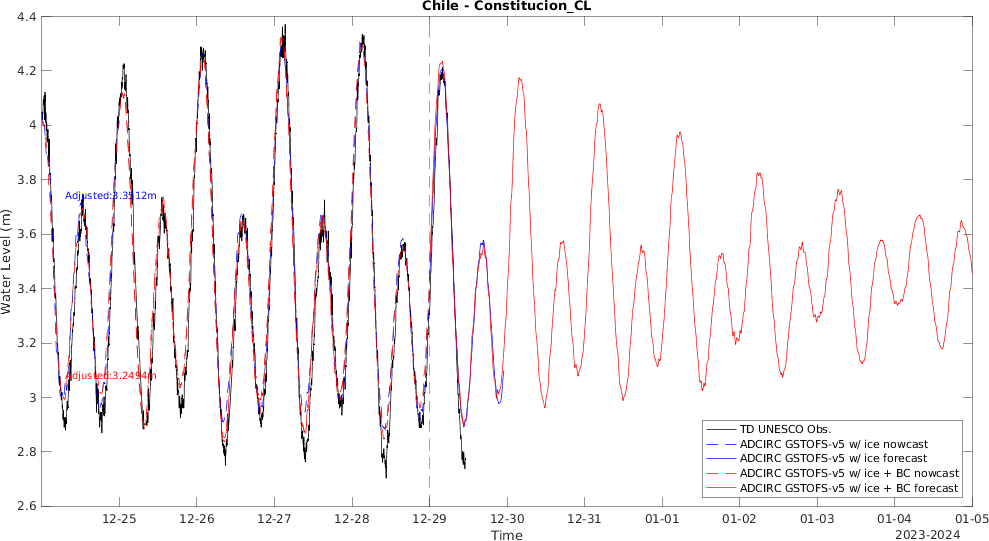 Chile - Constitucion_CL
4.4
4.2
4
3.8
3.6
3.4
3.2
3
2.8
2.6
Water Level (m)
Adjusted:3.3912m
Adjusted:3.2494m
TD UNESCO Obs.
ADCIRC GSTOFS-v5 w/ ice nowcast
ADCIRC GSTOFS-v5 w/ ice forecast
ADCIRC GSTOFS-v5 w/ ice + BC nowcast
ADCIRC GSTOFS-v5 w/ ice + BC forecast
12-25 12-26 12-27 12-28 12-29 12-30 12-31 01-01 01-02 01-03 01-04 01-05
Time
2023-2024